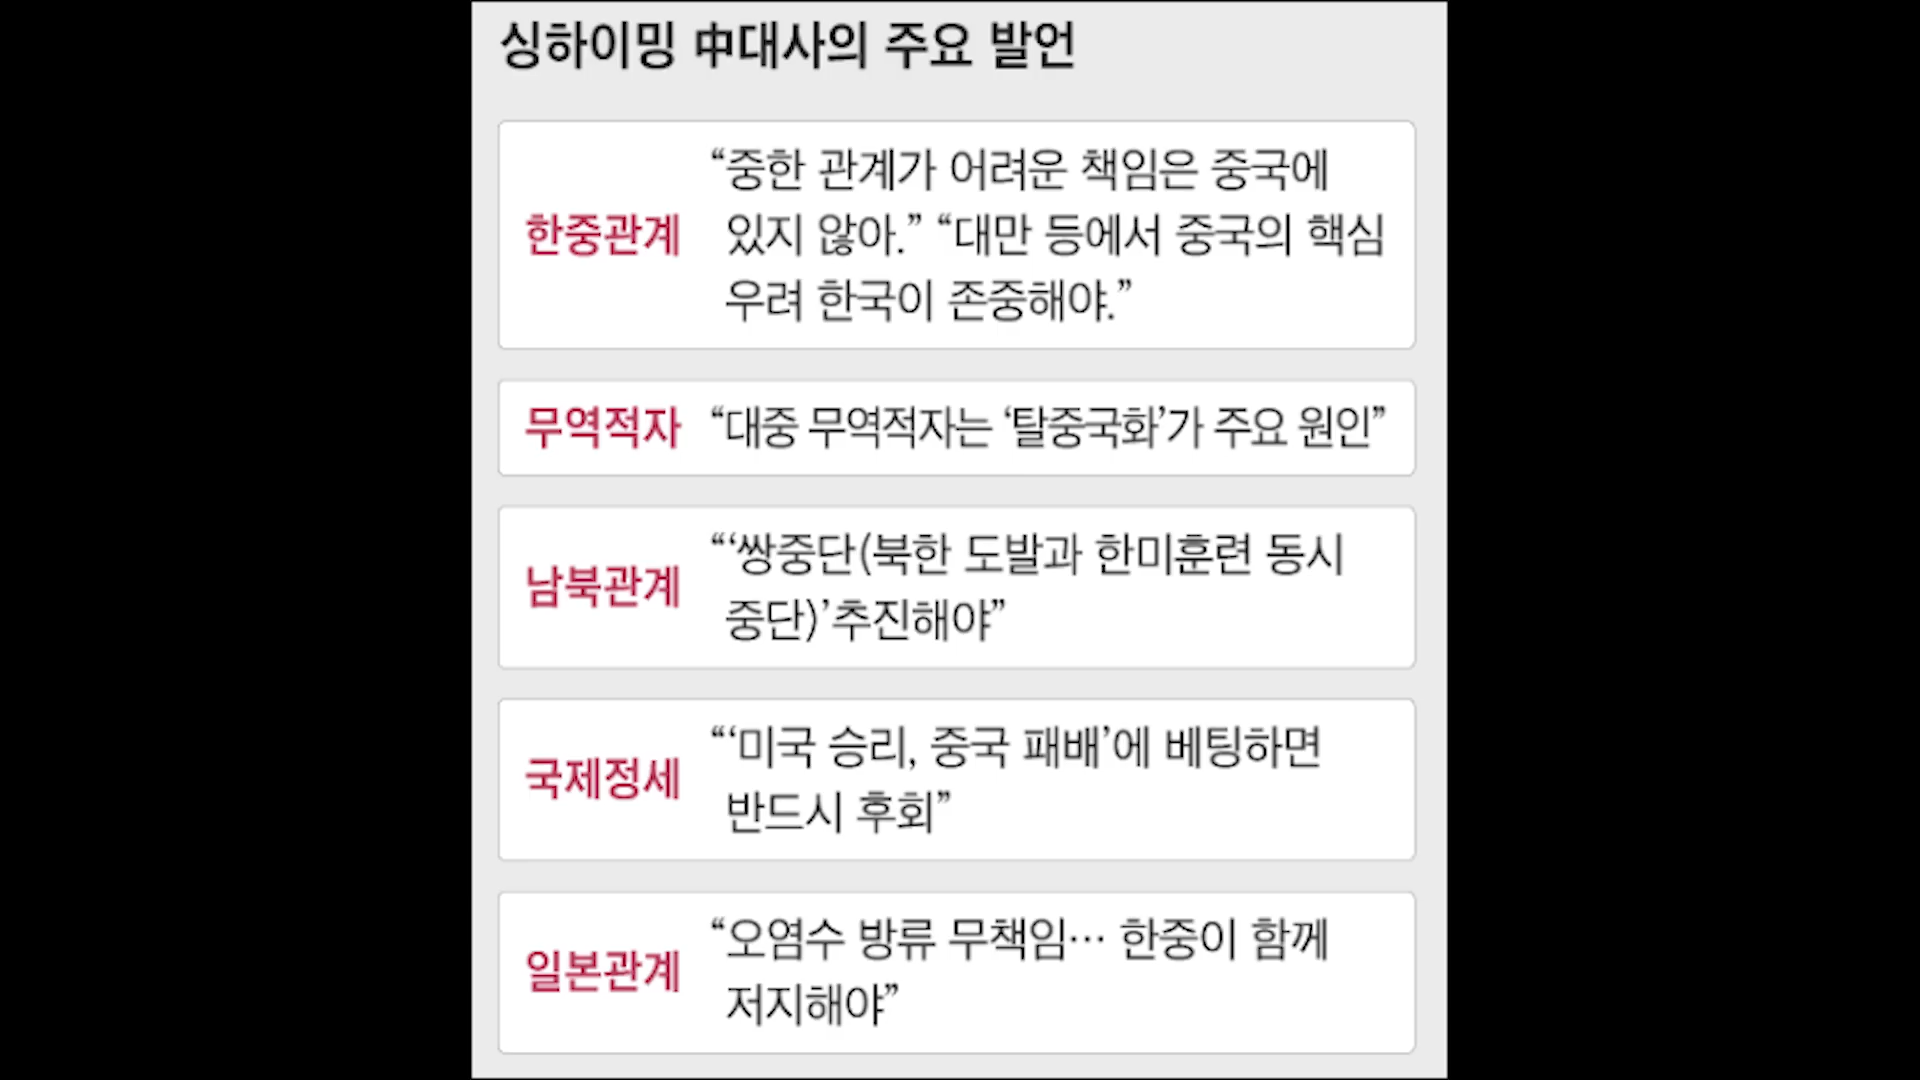 싱하이밍 中대사의 주요 발언
한중관계
“중한 관계가 어려운 책임은 중국에
있지 않아.” “대만 등에서 중국의 핵심
우려 한국이 존중해야.”
무역적자
“대중 무역적자는 ‘탈중국화’가 주요 원인”
남북관계
“‘쌍중단(북한 도발과 한미훈련 동시
중단)’추진해야”
국제정세
“‘미국 승리, 중국 패배’에 베팅하면
반드시 후회”
일본관계
“오염수 방류 무책임… 한중이 함께
저지해야”